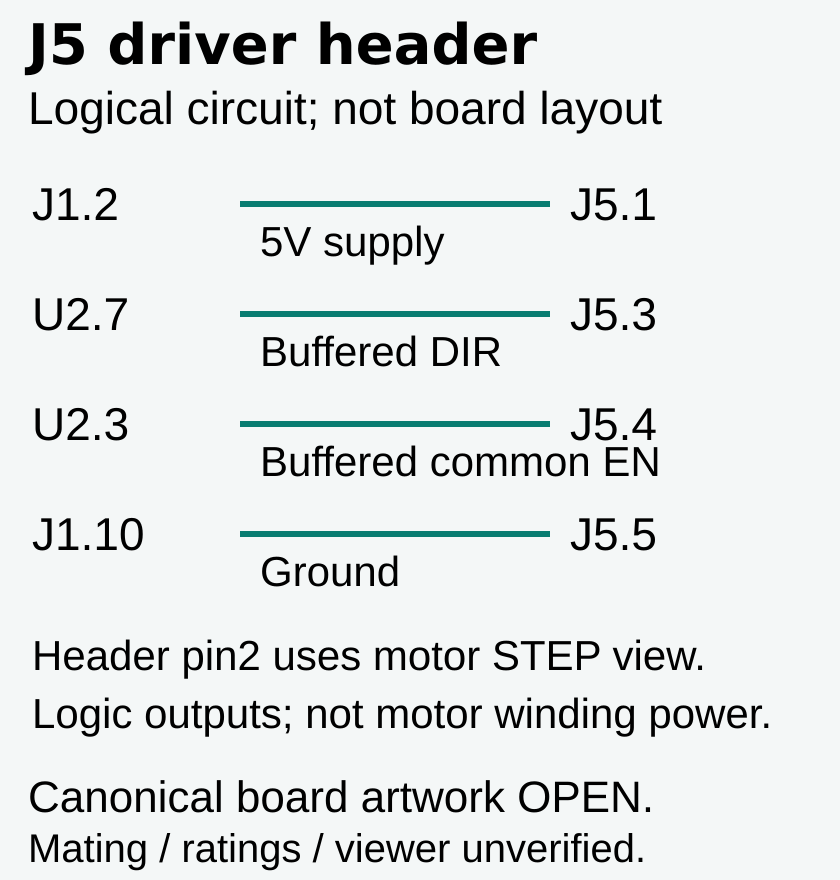 J5 driver header
Logical circuit; not board layout
J1.2 J5.1
5V supply
U2.7 J5.3
Buffered DIR
U2.3 J5.4
Buffered common EN
J1.10 J5.5
Ground
Header pin2 uses motor STEP view.
Logic outputs; not motor winding power.
Canonical board artwork OPEN.
Mating / ratings / viewer unverified.